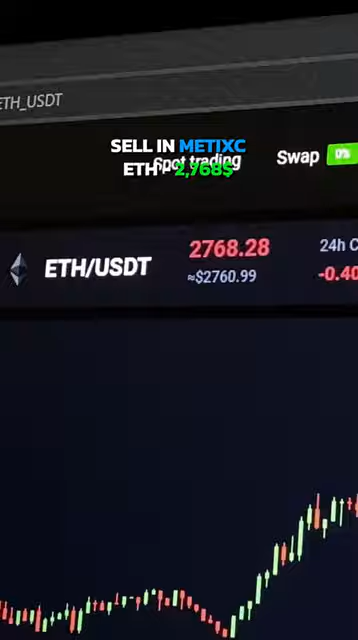 ETH_USDT
SELL IN METIXC
ETH - 2,768$
Spot trading
Swap 0%
ETH/USDT
2768.28
≈$2760.99
24h C
-0.40